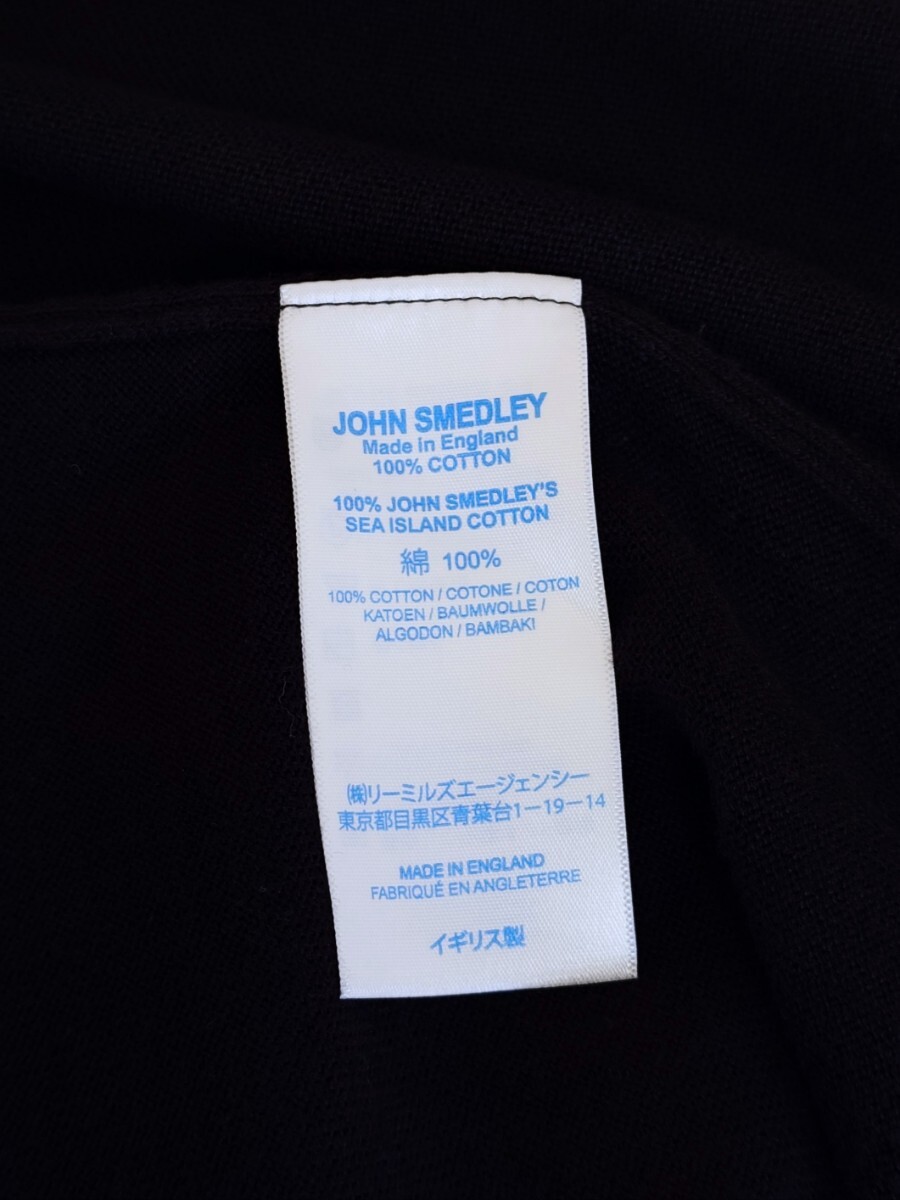 JOHN SMEDLEY
Made in England
100% COTTON
100% JOHN SMEDLEY'S
SEA ISLAND COTTON
綿 100%
100% COTTON / COTONE / COTON
KATOEN / BAUMWOLLE /
ALGODON / BAMBAKI
㈱リーミルズエージェンシー
東京都目黒区青葉台1-19-14
MADE IN ENGLAND
FABRIQUÉ EN ANGLETERRE
イギリス製